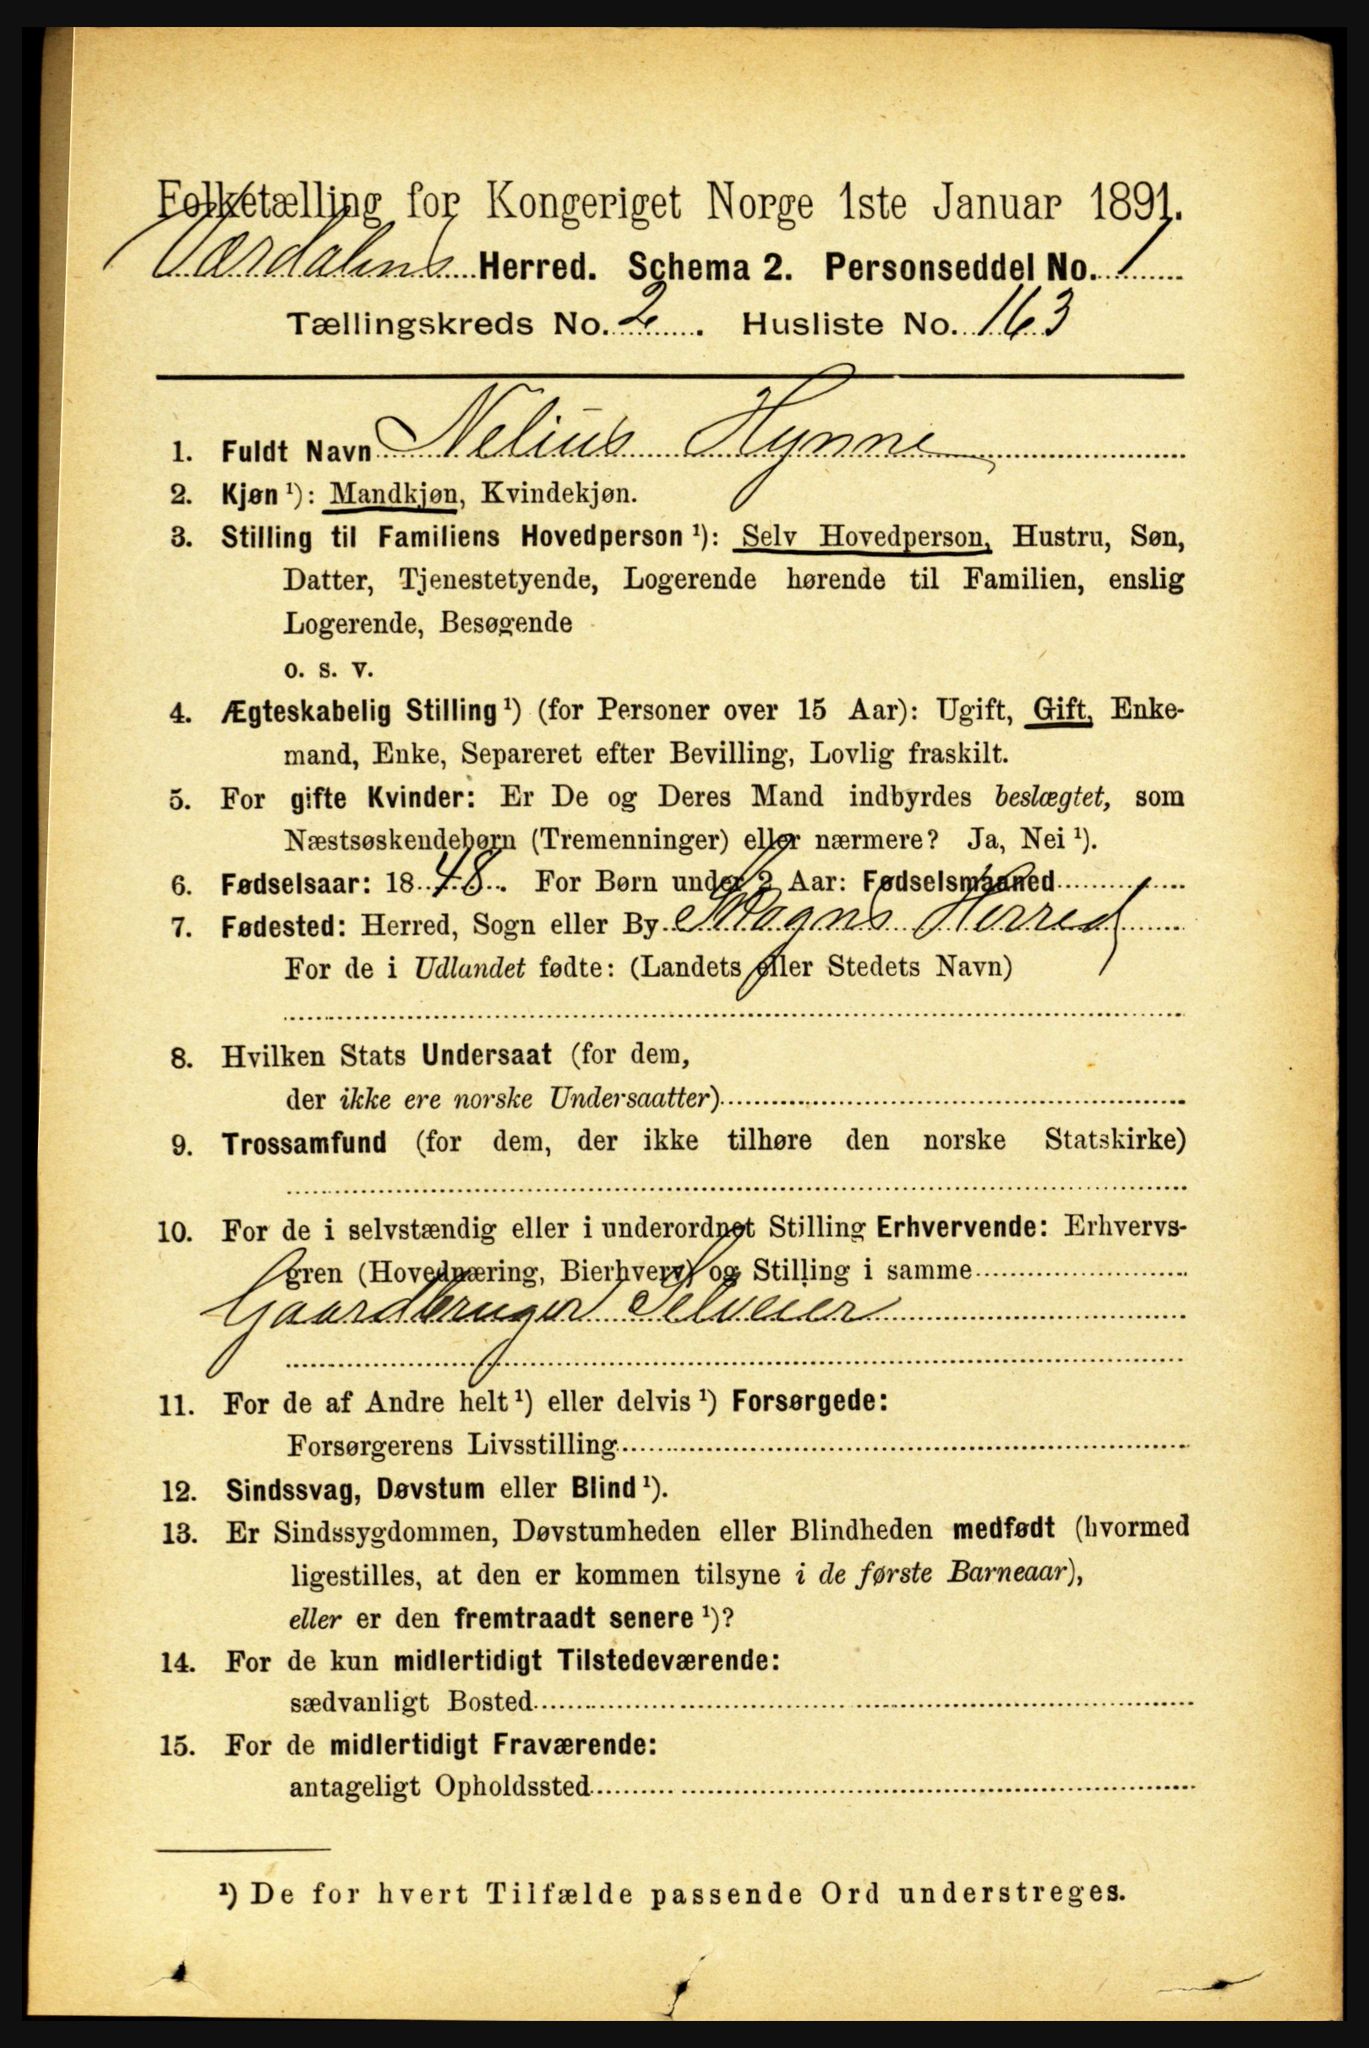 Folketælling for Kongeriget Norge 1ste Januar 1891.
Værdalens Herred. Schema 2. Personseddel No. 1
Tællingskreds No. 2. Husliste No. 163
1. Fuldt Navn Nelius Hynne
2. Kjøn ¹): Mandkjøn, Kvindekjøn.
3. Stilling til Familiens Hovedperson ¹): Selv Hovedperson, Hustru, Søn,
Datter, Tjenestetyende, Logerende hørende til Familien, enslig
Logerende, Besøgende
o. s. v.
4. Ægteskabelig Stilling ¹) (for Personer over 15 Aar): Ugift, Gift, Enke-
mand, Enke, Separeret efter Bevilling, Lovlig fraskilt.
5. For gifte Kvinder: Er De og Deres Mand indbyrdes beslægtet, som
Næstsøskendebørn (Tremenninger) eller nærmere? Ja, Nei ¹).
6. Fødselsaar: 1848. For Børn under 2 Aar: Fødselsmaaned
7. Fødested: Herred, Sogn eller By Skogns Herred
For de i Udlandet fødte: (Landets eller Stedets Navn)
8. Hvilken Stats Undersaat (for dem,
der ikke ere norske Undersaatter)
9. Trossamfund (for dem, der ikke tilhøre den norske Statskirke)
10. For de i selvstændig eller i underordnet Stilling Erhvervende: Erhvervs-
gren (Hovednæring, Bierhverv) og Stilling i samme
Gaardbruger Selveier
11. For de af Andre helt ¹) eller delvis ¹) Forsørgede:
Forsørgerens Livsstilling
12. Sindssvag, Døvstum eller Blind ¹).
13. Er Sindssygdommen, Døvstumheden eller Blindheden medfødt (hvormed
ligestilles, at den er kommen tilsyne i de første Barneaar),
eller er den fremtraadt senere ¹)?
14. For de kun midlertidigt Tilstedeværende:
sædvanligt Bosted
15. For de midlertidigt Fraværende:
antageligt Opholdssted
¹) De for hvert Tilfælde passende Ord understreges.